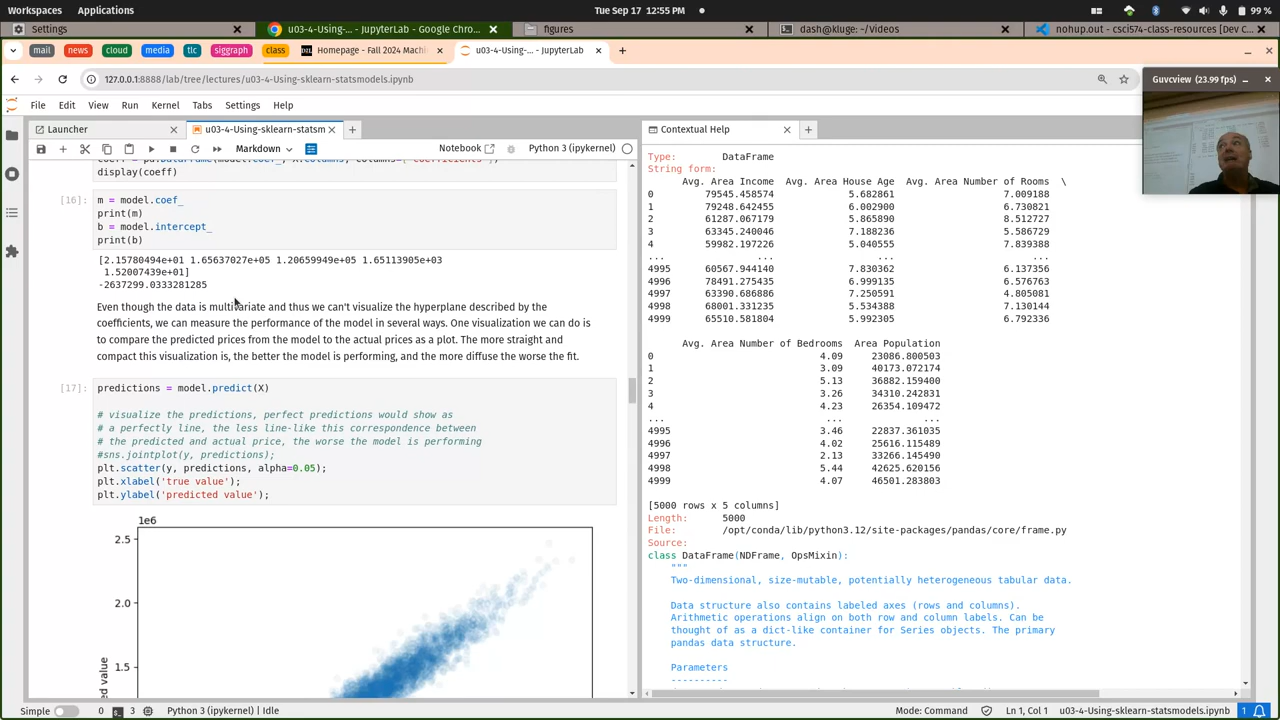 Workspaces Applications Tue Sep 17 12:55 PM 99 %
Settings u03-4-Using-... - JupyterLab - Google Chro... figures dash@kluge: ~/videos nohup.out - csci574-class-resources [Dev C...
mail news cloud media tlc siggraph class Homepage - Fall 2024 Machi u03-4-Using-... - JupyterLab
127.0.0.1:8888/lab/tree/lectures/u03-4-Using-sklearn-statsmodels.ipynb
Guvcview (23.99 fps)
File Edit View Run Kernel Tabs Settings Help
Launcher u03-4-Using-sklearn-statsm
Markdown Notebook Python 3 (ipykernel)
display(coeff)
[16]: m = model.coef_
print(m)
b = model.intercept_
print(b)
[2.15780494e+01 1.65637027e+05 1.20659949e+05 1.65113905e+03
1.52007439e+01]
-2637299.0333281285
Even though the data is multivariate and thus we can't visualize the hyperplane described by the
coefficients, we can measure the performance of the model in several ways. One visualization we can do is
to compare the predicted prices from the model to the actual prices as a plot. The more straight and
compact this visualization is, the better the model is performing, and the more diffuse the worse the fit.
[17]: predictions = model.predict(X)
# visualize the predictions, perfect predictions would show as
# a perfectly line, the less line-like this correspondence between
# the predicted and actual price, the worse the model is performing
#sns.jointplot(y, predictions);
plt.scatter(y, predictions, alpha=0.05);
plt.xlabel('true value');
plt.ylabel('predicted value');
1e6
2.5
2.0
1.5
ed value
Contextual Help
Type: DataFrame
String form:
Avg. Area Income Avg. Area House Age Avg. Area Number of Rooms \
0 79545.458574 5.682861 7.009188
1 79248.642455 6.002900 6.730821
2 61287.067179 5.865890 8.512727
3 63345.240046 7.188236 5.586729
4 59982.197226 5.040555 7.839388
... ... ... ...
4995 60567.944140 7.830362 6.137356
4996 78491.275435 6.999135 6.576763
4997 63390.686886 7.250591 4.805081
4998 68001.331235 5.534388 7.130144
4999 65510.581804 5.992305 6.792336
Avg. Area Number of Bedrooms Area Population
0 4.09 23086.800503
1 3.09 40173.072174
2 5.13 36882.159400
3 3.26 34310.242831
4 4.23 26354.109472
... ... ...
4995 3.46 22837.361035
4996 4.02 25616.115489
4997 2.13 33266.145490
4998 5.44 42625.620156
4999 4.07 46501.283803
[5000 rows x 5 columns]
Length: 5000
File: /opt/conda/lib/python3.12/site-packages/pandas/core/frame.py
Source:
class DataFrame(NDFrame, OpsMixin):
"""
Two-dimensional, size-mutable, potentially heterogeneous tabular data.
Data structure also contains labeled axes (rows and columns).
Arithmetic operations align on both row and column labels. Can be
thought of as a dict-like container for Series objects. The primary
pandas data structure.
Parameters
----------
Simple 0 3 Python 3 (ipykernel) | Idle Mode: Command Ln 1, Col 1 u03-4-Using-sklearn-statsmodels.ipynb 1